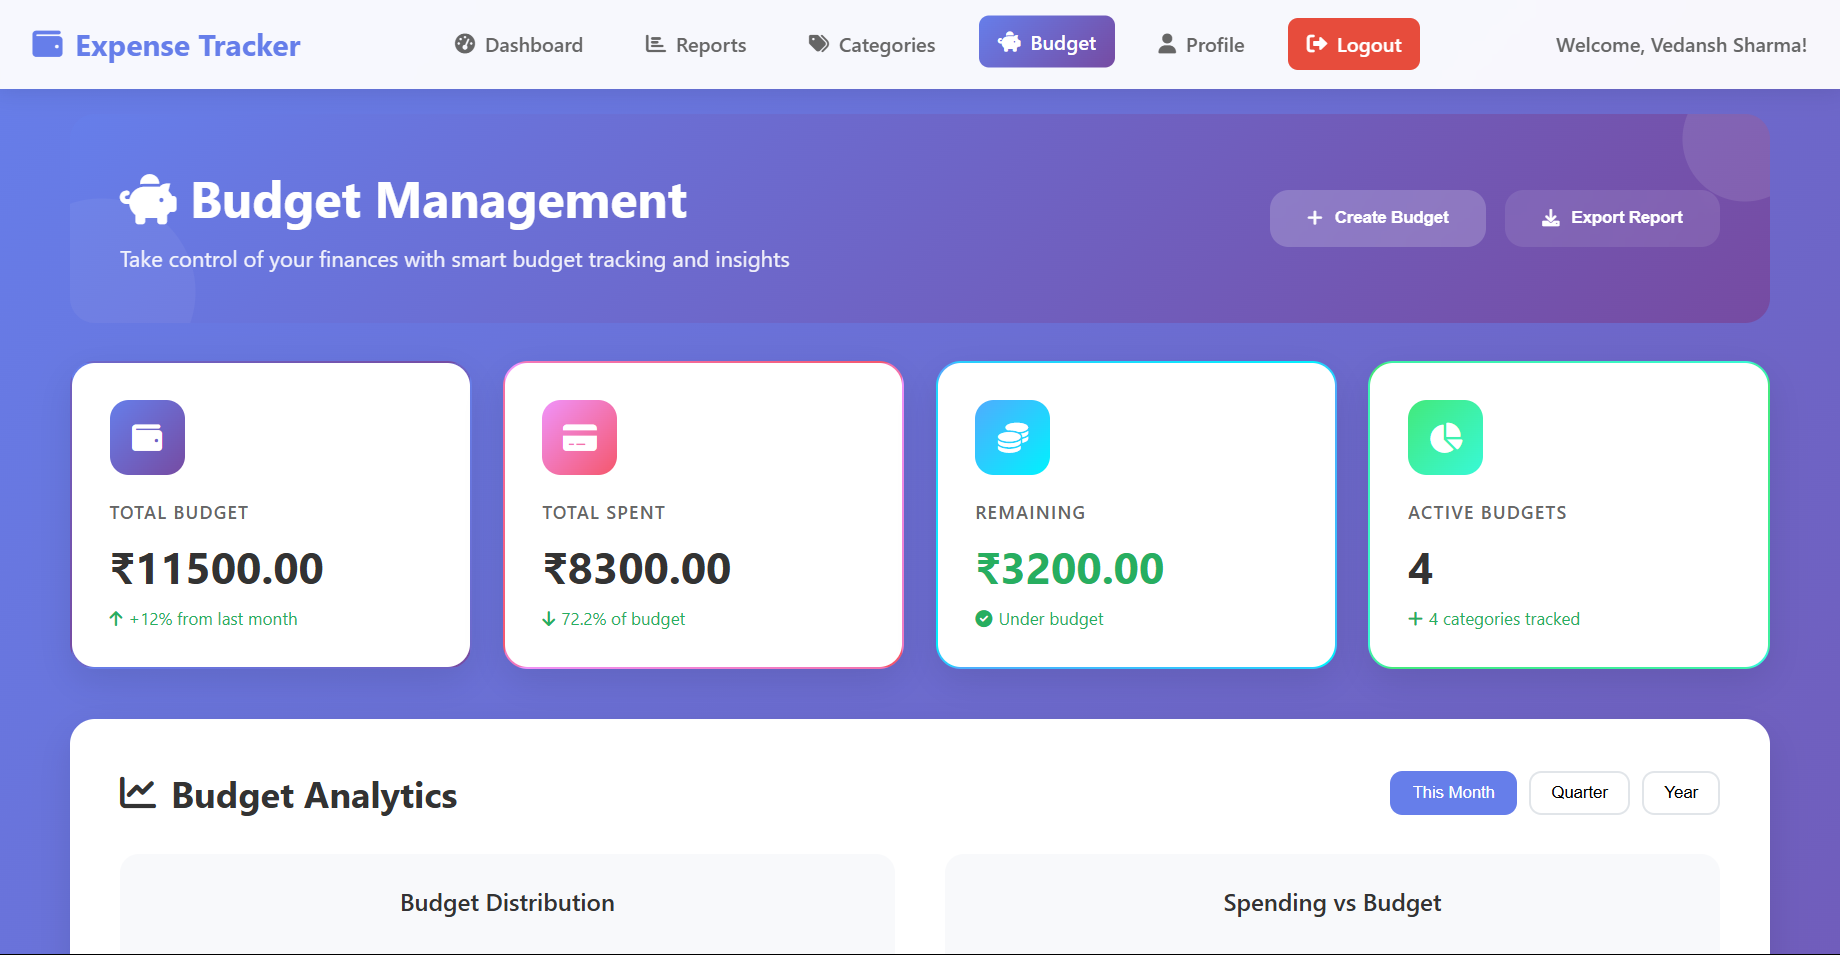 Expense Tracker
Dashboard
Reports
Categories
Budget
Profile
Logout
Welcome, Vedansh Sharma!
Budget Management
Take control of your finances with smart budget tracking and insights
Create Budget
Export Report
TOTAL BUDGET
₹11500.00
+12% from last month
TOTAL SPENT
₹8300.00
72.2% of budget
REMAINING
₹3200.00
Under budget
ACTIVE BUDGETS
4
4 categories tracked
Budget Analytics
This Month
Quarter
Year
Budget Distribution
Spending vs Budget